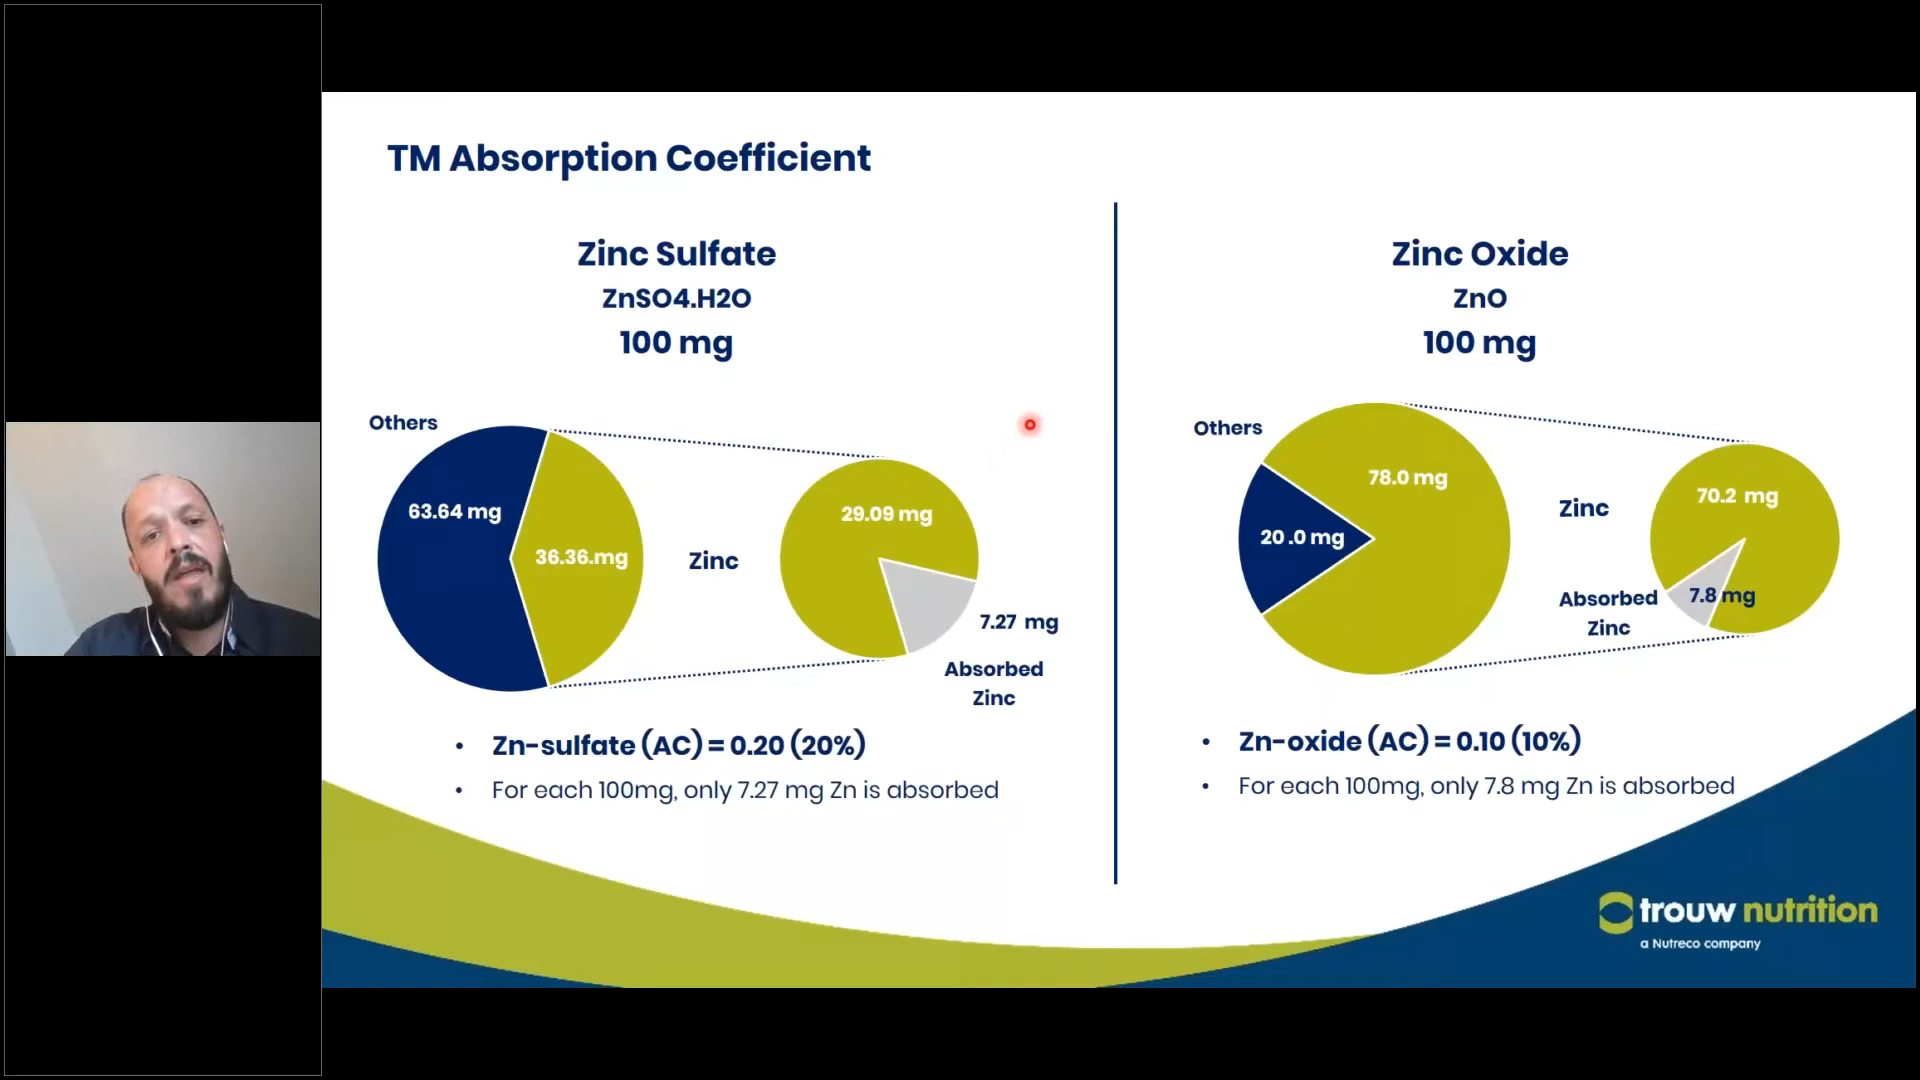 TM Absorption Coefficient
Zinc Sulfate
ZnSO4.H2O
100 mg
Others
63.64 mg
36.36.mg
Zinc
29.09 mg
7.27 mg
Absorbed
Zinc
• Zn-sulfate (AC) = 0.20 (20%)
• For each 100mg, only 7.27 mg Zn is absorbed
Zinc Oxide
ZnO
100 mg
Others
78.0 mg
20 .0 mg
Zinc
70.2 mg
7.8 mg
Absorbed
Zinc
• Zn-oxide (AC) = 0.10 (10%)
• For each 100mg, only 7.8 mg Zn is absorbed
trouw nutrition
a Nutreco company